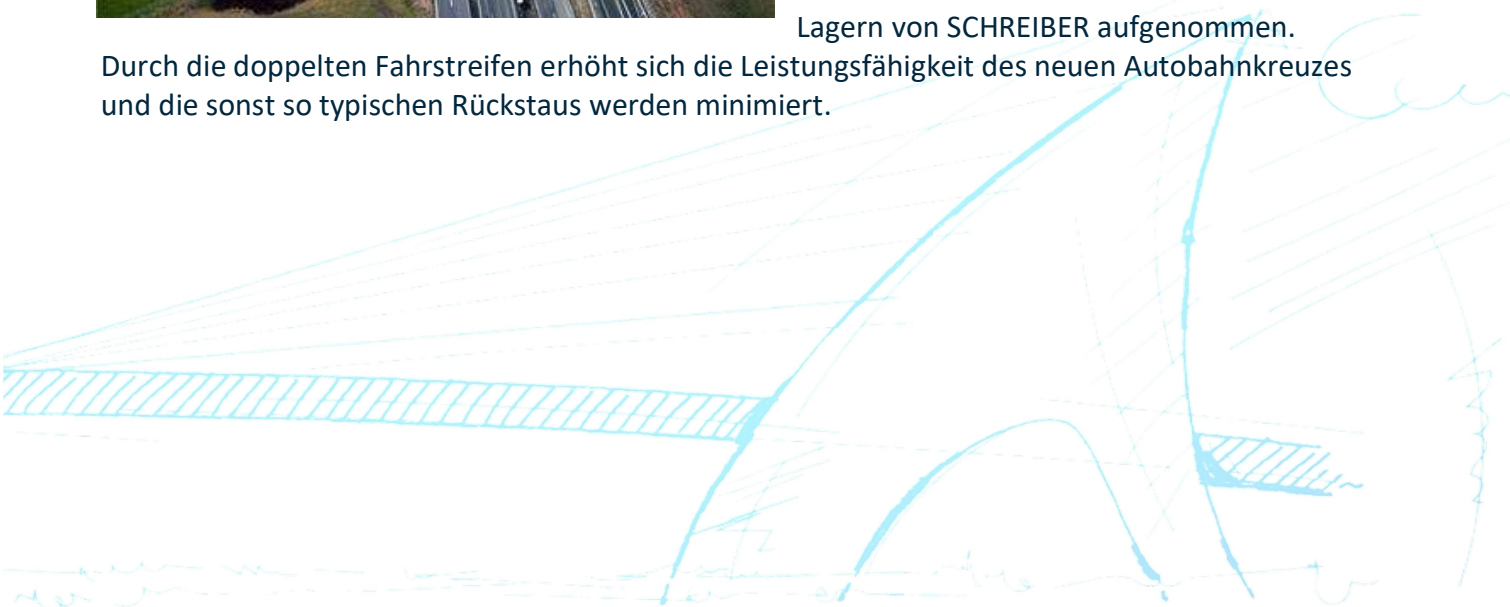 Lagern von SCHREIBER aufgenommen.
Durch die doppelten Fahrstreifen erhöht sich die Leistungsfähigkeit des neuen Autobahnkreuzes
und die sonst so typischen Rückstaus werden minimiert.